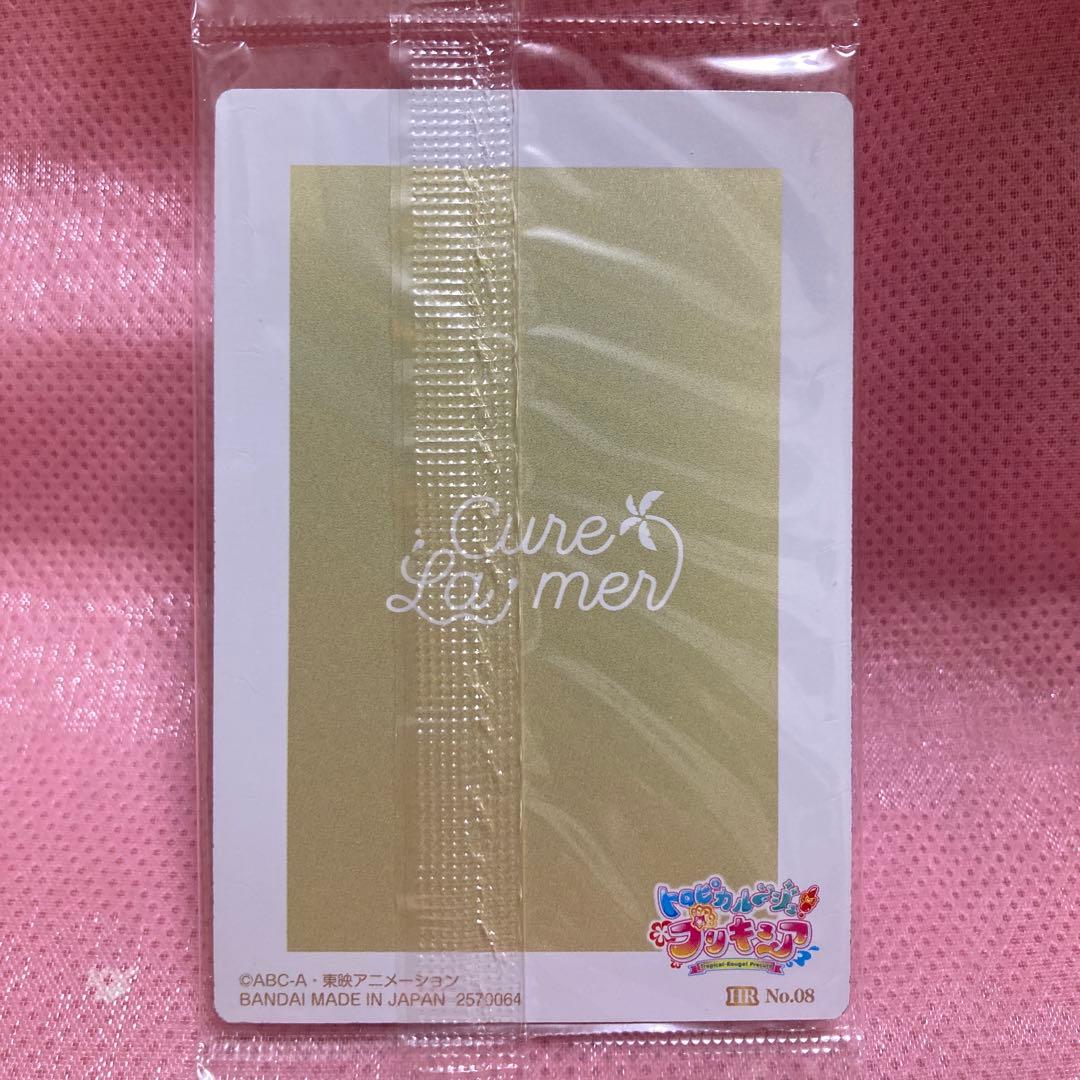 Cure
La mer
トロピカル〜ジュ!
プリキュア
Tropical-Rouge! Precure
©ABC-A・東映アニメーション
BANDAI MADE IN JAPAN 2570064
HR No.08